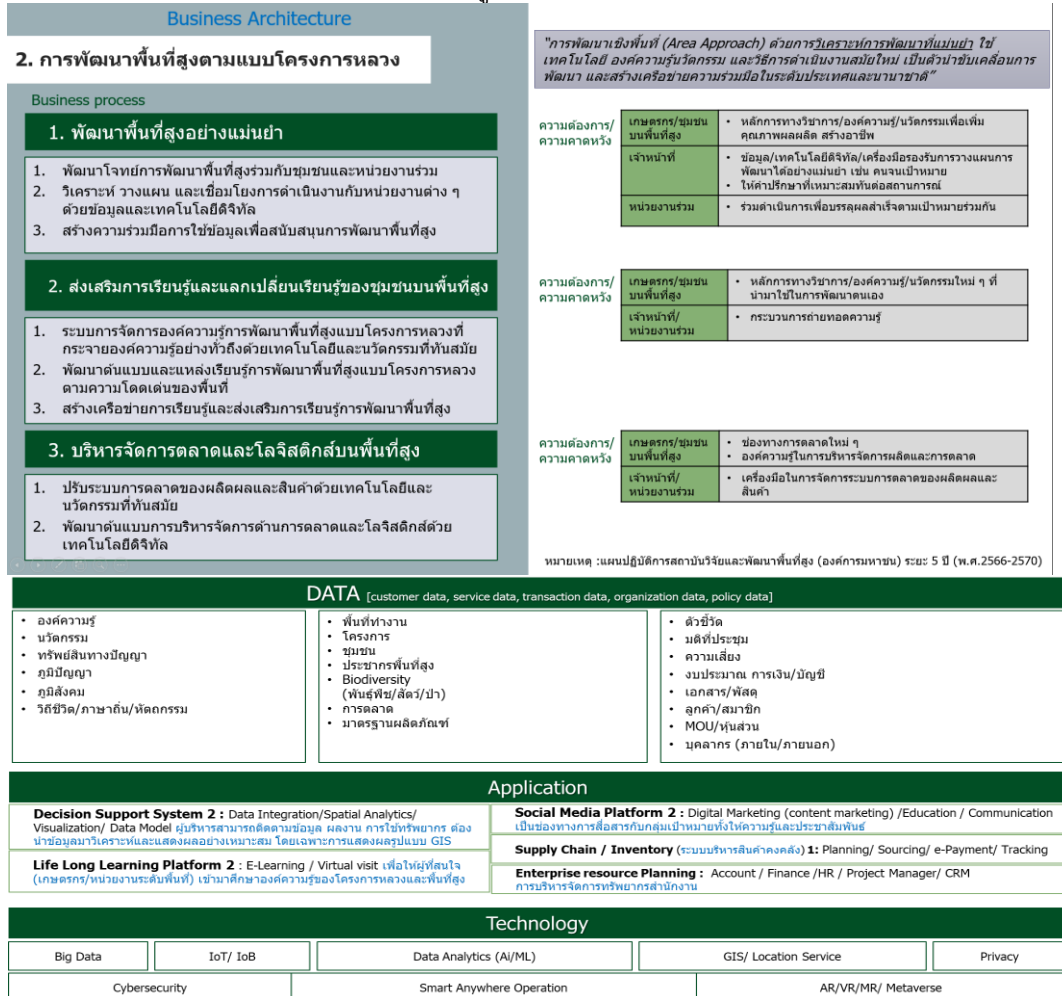 Business Architecture
2. การพัฒนาพื้นที่สูงตามแบบโครงการหลวง
"การพัฒนาเชิงพื้นที่ (Area Approach) ด้วยการวิเคราะห์การพัฒนาที่แม่นยำ ใช้
เทคโนโลยี องค์ความรู้นวัตกรรม และวิธีการดำเนินงานสมัยใหม่ เป็นตัวนำขับเคลื่อนการ
พัฒนา และสร้างเครือข่ายความร่วมมือในระดับประเทศและนานาชาติ"
Business process
1. พัฒนาพื้นที่สูงอย่างแม่นยำ
1. พัฒนาโจทย์การพัฒนาพื้นที่สูงร่วมกับชุมชนและหน่วยงานร่วม
2. วิเคราะห์ วางแผน และเชื่อมโยงการดำเนินงานกับหน่วยงานต่าง ๆ
ด้วยข้อมูลและเทคโนโลยีดิจิทัล
3. สร้างความร่วมมือการใช้ข้อมูลเพื่อสนับสนุนการพัฒนาพื้นที่สูง
ความต้องการ/
ความคาดหวัง
เกษตรกร/ชุมชน
บนพื้นที่สูง
• หลักการทางวิชาการ/องค์ความรู้/นวัตกรรมเพื่อเพิ่ม
คุณภาพผลผลิต สร้างอาชีพ
เจ้าหน้าที่
• ข้อมูล/เทคโนโลยีดิจิทัล/เครื่องมือรองรับการวางแผนการ
พัฒนาได้อย่างแม่นยำ เช่น คนจนเป้าหมาย
• ให้คำปรึกษาที่เหมาะสมทันต่อสถานการณ์
หน่วยงานร่วม
• ร่วมดำเนินการเพื่อบรรลุผลสำเร็จตามเป้าหมายร่วมกัน
2. ส่งเสริมการเรียนรู้และแลกเปลี่ยนเรียนรู้ของชุมชนบนพื้นที่สูง
1. ระบบการจัดการองค์ความรู้การพัฒนาพื้นที่สูงแบบโครงการหลวงที่
กระจายองค์ความรู้อย่างทั่วถึงด้วยเทคโนโลยีและนวัตกรรมที่ทันสมัย
2. พัฒนาต้นแบบและแหล่งเรียนรู้การพัฒนาพื้นที่สูงแบบโครงการหลวง
ตามความโดดเด่นของพื้นที่
3. สร้างเครือข่ายการเรียนรู้และส่งเสริมการเรียนรู้การพัฒนาพื้นที่สูง
ความต้องการ/
ความคาดหวัง
เกษตรกร/ชุมชน
บนพื้นที่สูง
• หลักการทางวิชาการ/องค์ความรู้/นวัตกรรมใหม่ ๆ ที่
นำมาใช้ในการพัฒนาตนเอง
เจ้าหน้าที่/
หน่วยงานร่วม
• กระบวนการถ่ายทอดความรู้
3. บริหารจัดการตลาดและโลจิสติกส์บนพื้นที่สูง
1. ปรับระบบการตลาดของผลิตผลและสินค้าด้วยเทคโนโลยีและ
นวัตกรรมที่ทันสมัย
2. พัฒนาต้นแบบการบริหารจัดการด้านการตลาดและโลจิสติกส์ด้วย
เทคโนโลยีดิจิทัล
ความต้องการ/
ความคาดหวัง
เกษตรกร/ชุมชน
บนพื้นที่สูง
• ช่องทางการตลาดใหม่ ๆ
• องค์ความรู้ในการบริหารจัดการผลิตและการตลาด
เจ้าหน้าที่/
หน่วยงานร่วม
• เครื่องมือในการจัดการระบบการตลาดของผลิตผลและ
สินค้า
หมายเหตุ :แผนปฏิบัติการสถาบันวิจัยและพัฒนาพื้นที่สูง (องค์การมหาชน) ระยะ 5 ปี (พ.ศ.2566-2570)
DATA [customer data, service data, transaction data, organization data, policy data]
• องค์ความรู้
• นวัตกรรม
• ทรัพย์สินทางปัญญา
• ภูมิปัญญา
• ภูมิสังคม
• วิถีชีวิต/ภาษาถิ่น/หัตถกรรม
• พื้นที่ทำงาน
• โครงการ
• ชุมชน
• ประชากรพื้นที่สูง
• Biodiversity
(พันธุ์พืช/สัตว์/ป่า)
• การตลาด
• มาตรฐานผลิตภัณฑ์
• ตัวชี้วัด
• มติที่ประชุม
• ความเสี่ยง
• งบประมาณ การเงิน/บัญชี
• เอกสาร/พัสดุ
• ลูกค้า/สมาชิก
• MOU/หุ้นส่วน
• บุคลากร (ภายใน/ภายนอก)
Application
Decision Support System 2 : Data Integration/Spatial Analytics/
Visualization/ Data Model ผู้บริหารสามารถติดตามข้อมูล ผลงาน การใช้ทรัพยากร ต้อง
นำข้อมูลมาวิเคราะห์และแสดงผลอย่างเหมาะสม โดยเฉพาะการแสดงผลรูปแบบ GIS
Life Long Learning Platform 2 : E-Learning / Virtual visit เพื่อให้ผู้ที่สนใจ
(เกษตรกร/หน่วยงานระดับพื้นที่) เข้ามาศึกษาองค์ความรู้ของโครงการหลวงและพื้นที่สูง
Social Media Platform 2 : Digital Marketing (content marketing) /Education / Communication
เป็นช่องทางการสื่อสารกับกลุ่มเป้าหมายทั้งให้ความรู้และประชาสัมพันธ์
Supply Chain / Inventory (ระบบบริหารสินค้าคงคลัง) 1: Planning/ Sourcing/ e-Payment/ Tracking
Enterprise resource Planning : Account / Finance /HR / Project Manager/ CRM
การบริหารจัดการทรัพยากรสำนักงาน
Technology
Big Data
IoT/ IoB
Data Analytics (Ai/ML)
GIS/ Location Service
Privacy
Cybersecurity
Smart Anywhere Operation
AR/VR/MR/ Metaverse